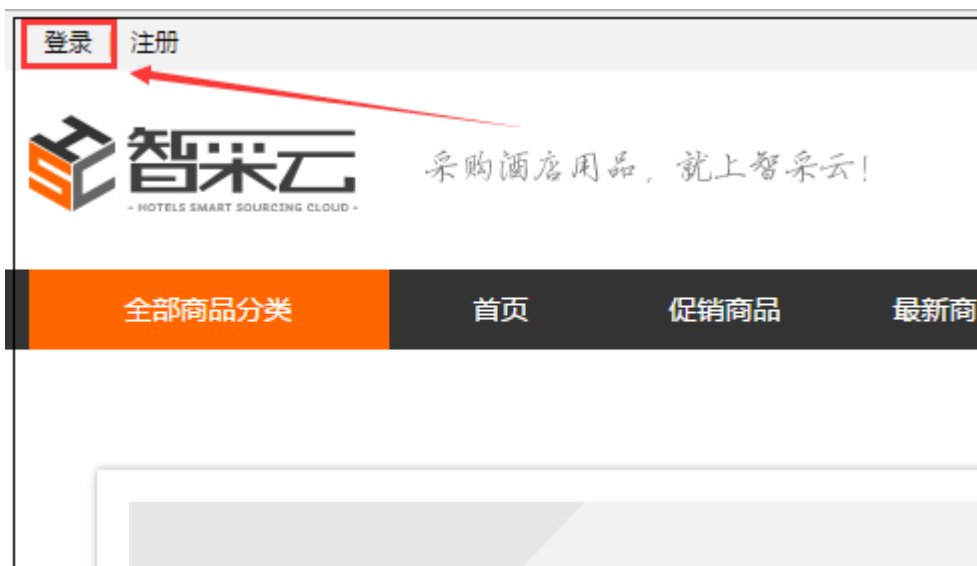 登录 注册
智采云
- HOTELS SMART SOURCING CLOUD -
采购酒店用品，就上智采云！
全部商品分类 首页 促销商品 最新商